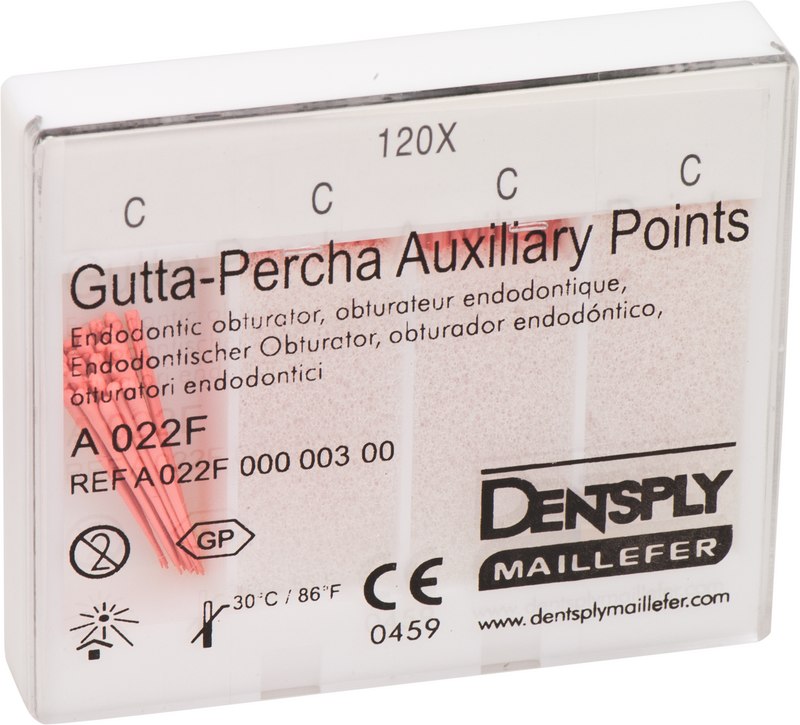 120X
C C C C
Gutta-Percha Auxiliary Points
Endodontic obturator, obturateur endodontique,
Endodontischer Obturator, obturador endodóntico,
otturatori endodontici
A 022F
REF A 022F 000 003 00
2
GP
30°C / 86°F
CE
0459
DENTSPLY
MAILLEFER
www.dentsplymaillefer.com